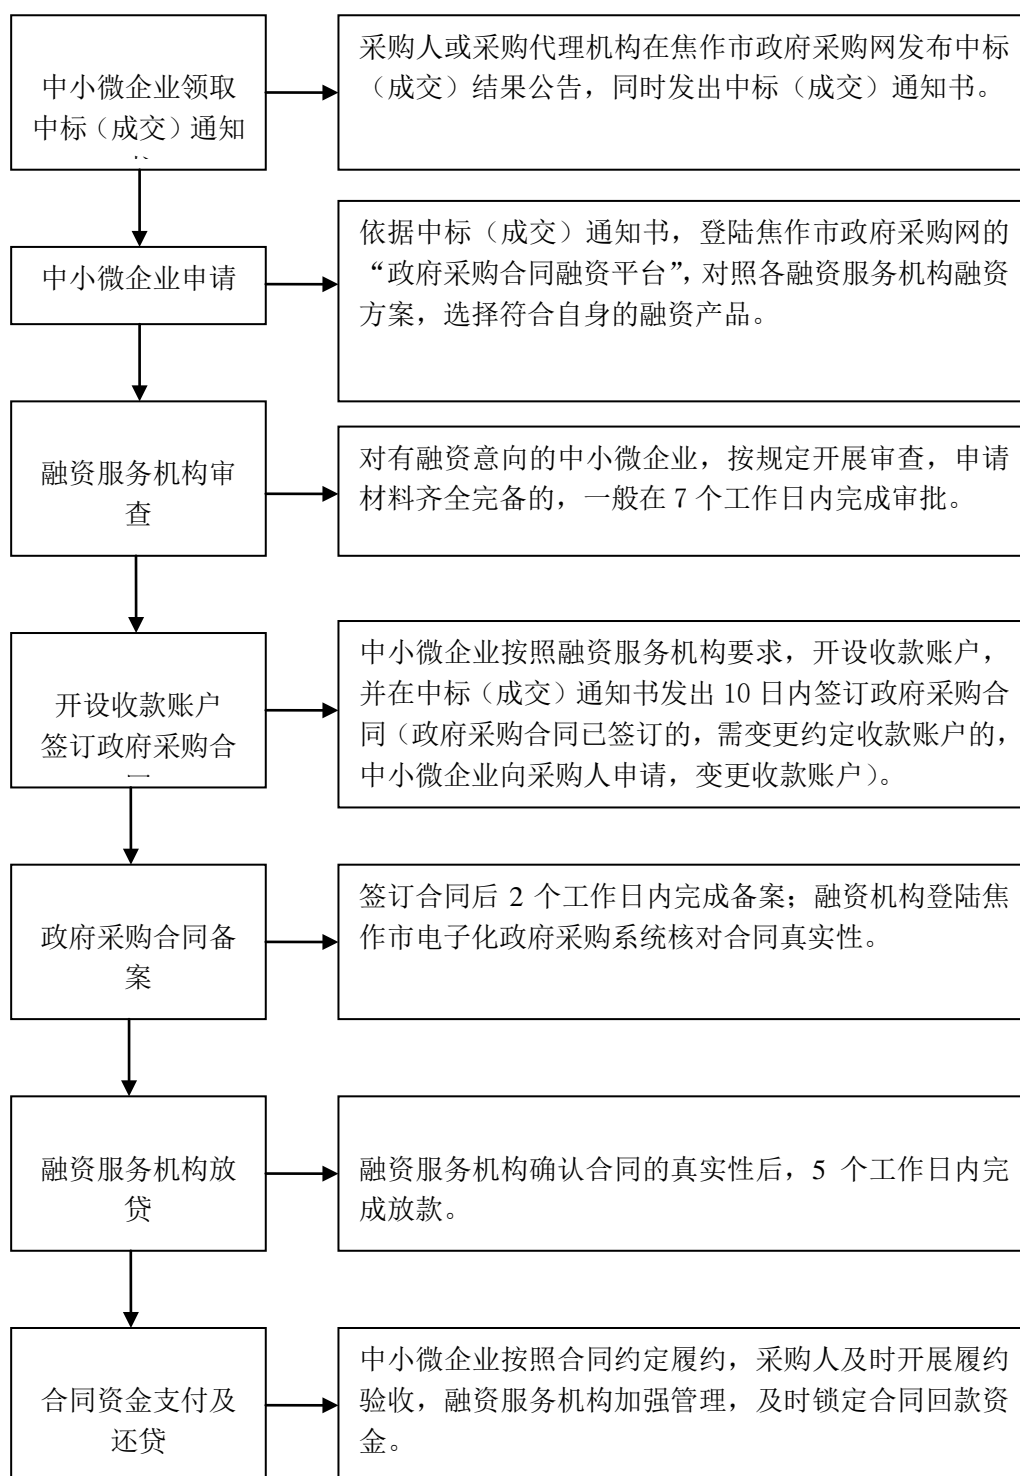 中小微企业领取
中标（成交）通知
采购人或采购代理机构在焦作市政府采购网发布中标
（成交）结果公告，同时发出中标（成交）通知书。
中小微企业申请
依据中标（成交）通知书，登陆焦作市政府采购网的
“政府采购合同融资平台”，对照各融资服务机构融资
方案，选择符合自身的融资产品。
融资服务机构审
查
对有融资意向的中小微企业，按规定开展审查，申请
材料齐全完备的，一般在 7 个工作日内完成审批。
开设收款账户
签订政府采购合
中小微企业按照融资服务机构要求，开设收款账户，
并在中标（成交）通知书发出 10 日内签订政府采购合
同（政府采购合同已签订的，需变更约定收款账户的，
中小微企业向采购人申请，变更收款账户）。
政府采购合同备
案
签订合同后 2 个工作日内完成备案；融资机构登陆焦
作市电子化政府采购系统核对合同真实性。
融资服务机构放
贷
融资服务机构确认合同的真实性后，5 个工作日内完
成放款。
合同资金支付及
还贷
中小微企业按照合同约定履约，采购人及时开展履约
验收，融资服务机构加强管理，及时锁定合同回款资
金。